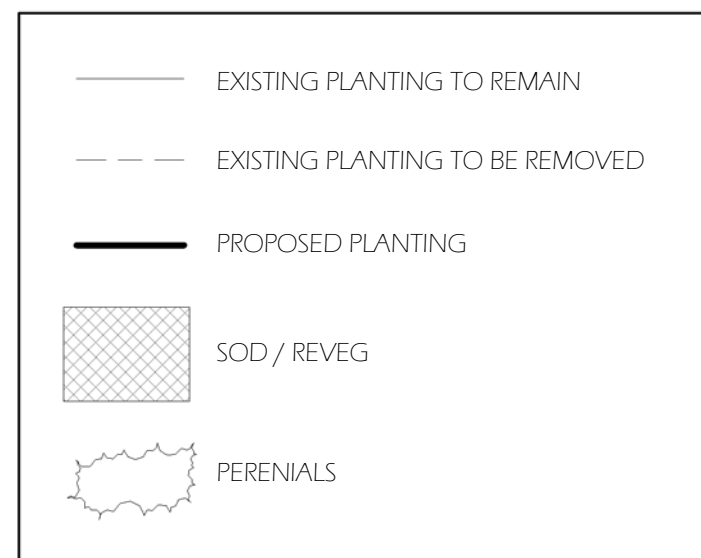 EXISTING PLANTING TO REMAIN
EXISTING PLANTING TO BE REMOVED
PROPOSED PLANTING
SOD / REVEG
PERENIALS